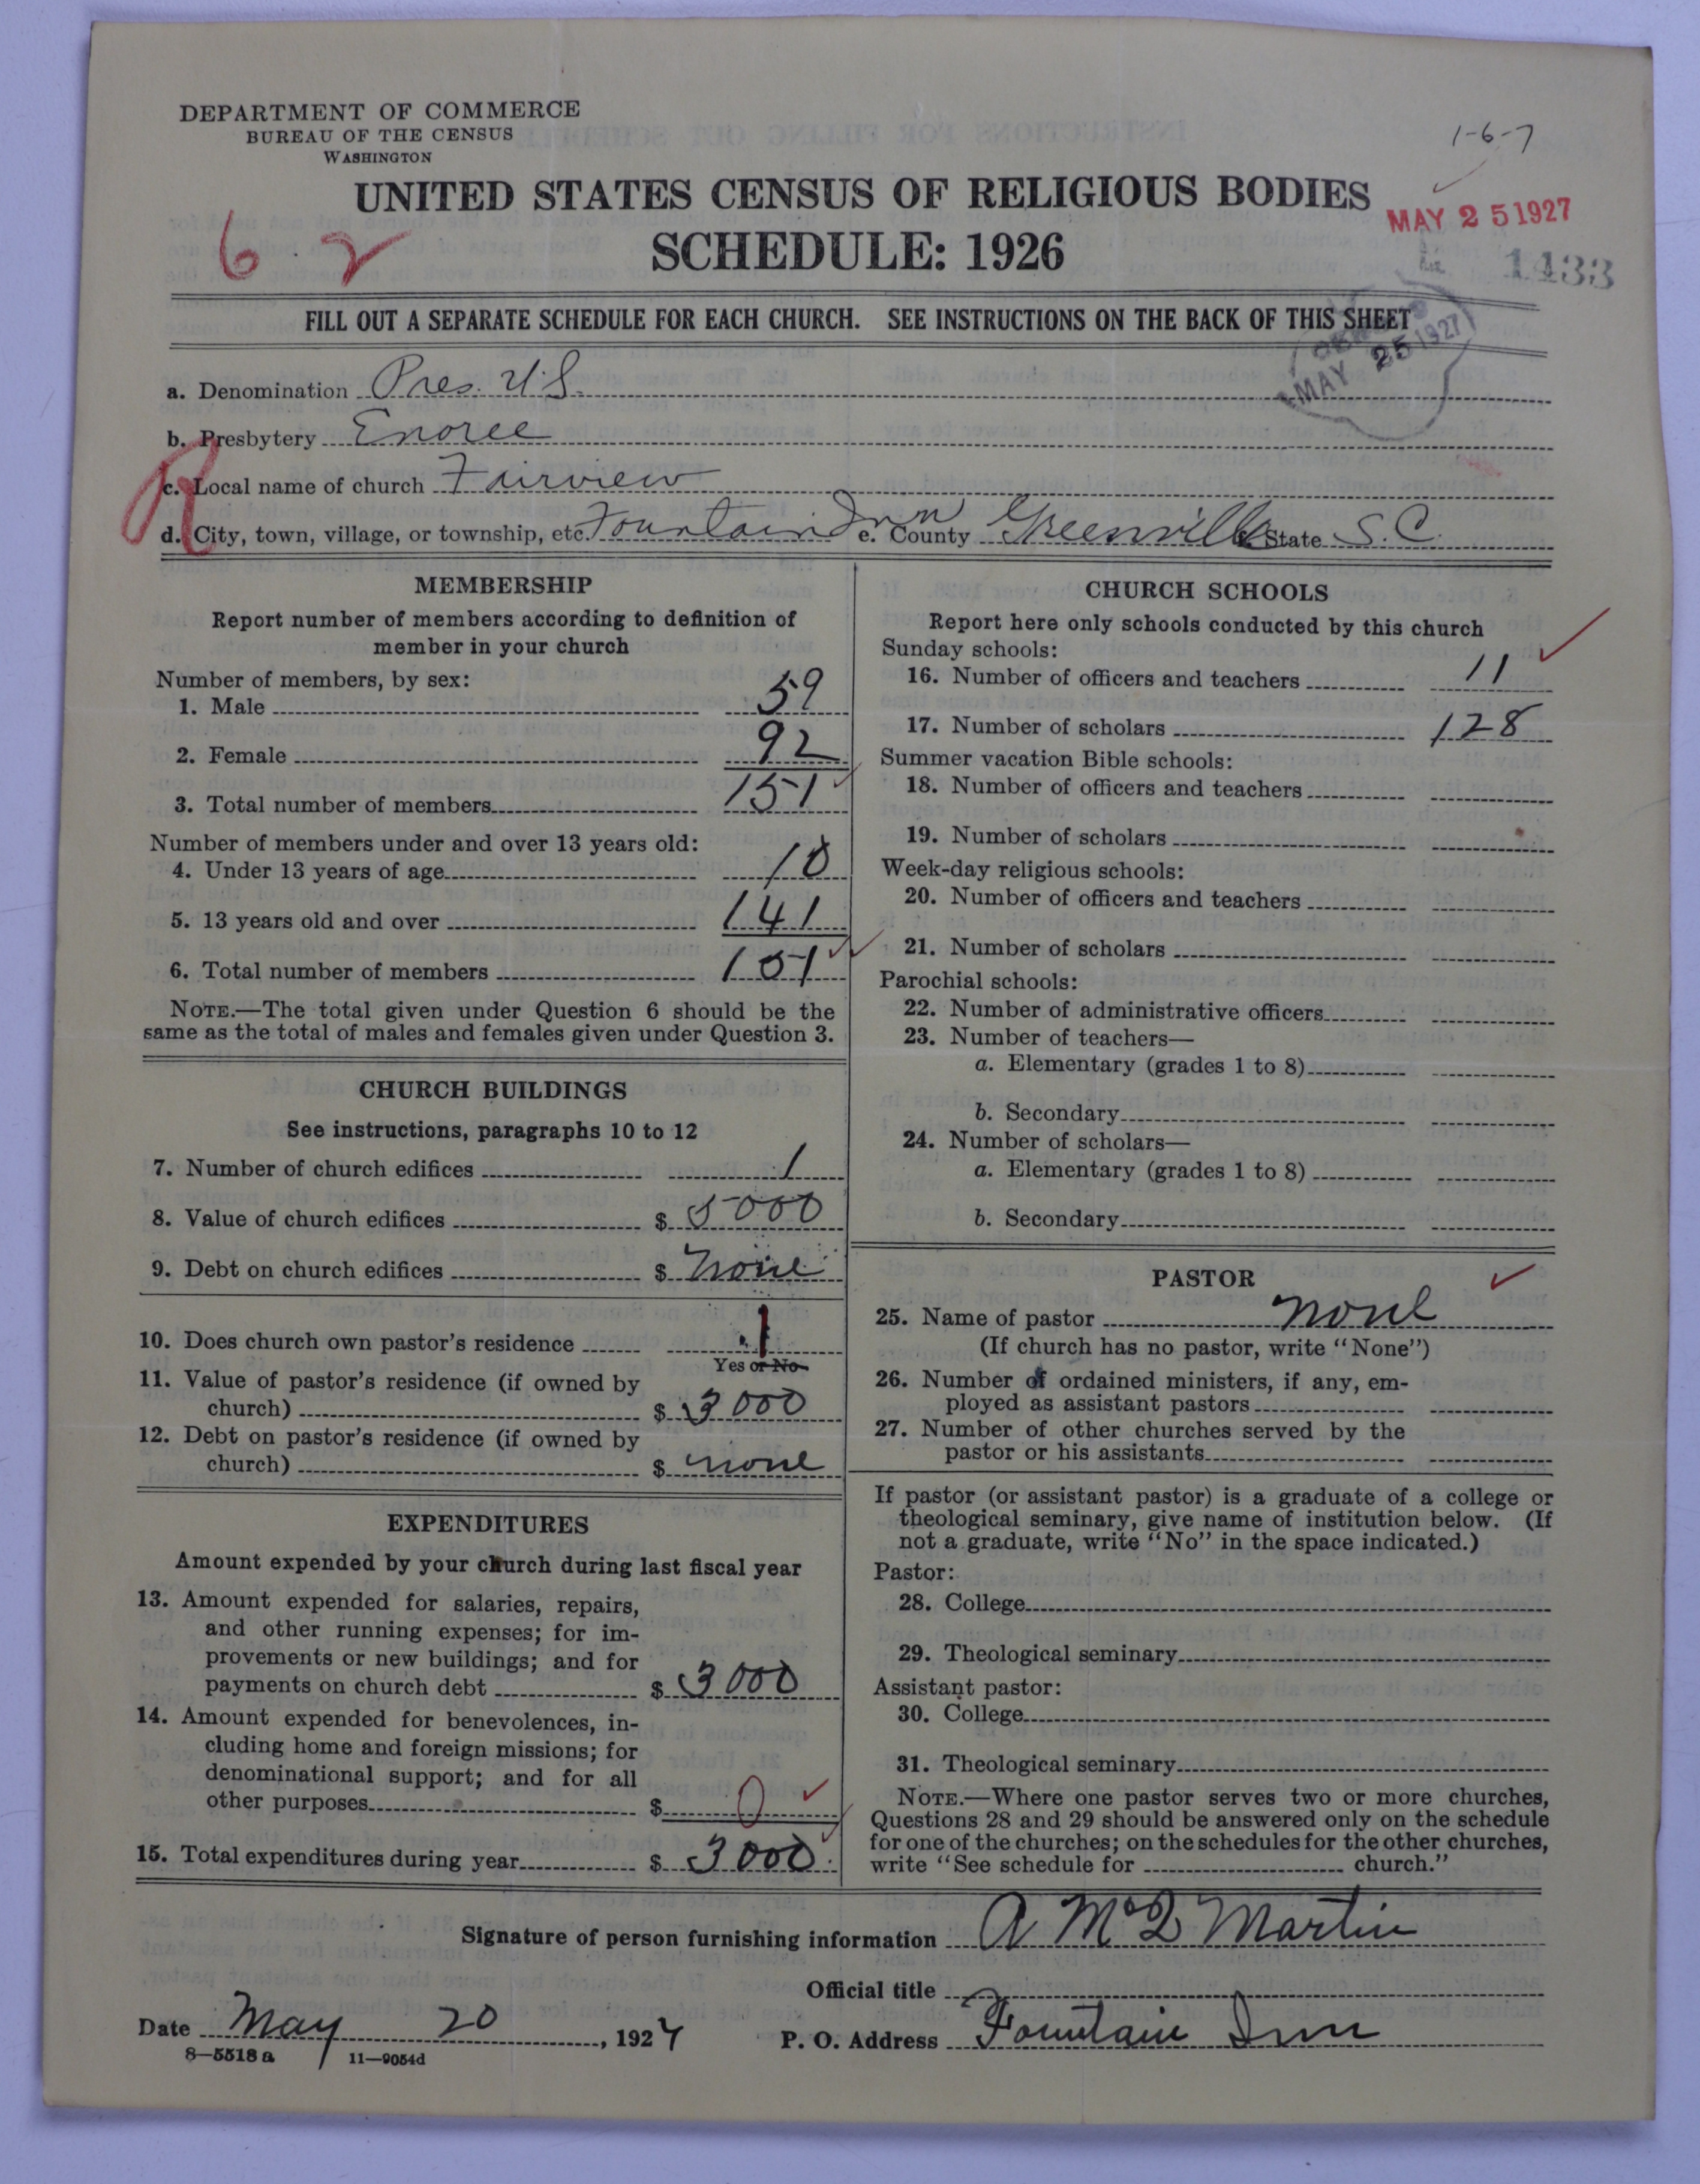 DEPARTMENT OF COMMERCE
BUREAU OF THE CENSUS
WASHINGTON
1-6-7
UNITED STATES CENSUS OF RELIGIOUS BODIES
MAY 25 1927
SCHEDULE: 1926
6 2
1433
FILL OUT A SEPARATE SCHEDULE FOR EACH CHURCH. SEE INSTRUCTIONS ON THE BACK OF THIS SHEET
CENSUS
MAY 25 1927
a. Denomination Pres. U.S.
b. Presbytery Enoree
R
c. Local name of church Fairview
d. City, town, village, or township, etc. Fountain Inn e. County Greenville State S.C.
MEMBERSHIP
Report number of members according to definition of
member in your church
Number of members, by sex:
1. Male 59
2. Female 92
3. Total number of members 151
Number of members under and over 13 years old:
4. Under 13 years of age 10
5. 13 years old and over 141
6. Total number of members 151
NOTE.—The total given under Question 6 should be the
same as the total of males and females given under Question 3.
CHURCH BUILDINGS
See instructions, paragraphs 10 to 12
7. Number of church edifices 1
8. Value of church edifices $ 5000
9. Debt on church edifices $ none
10. Does church own pastor's residence 1
Yes or No
11. Value of pastor's residence (if owned by
church) $ 3000
12. Debt on pastor's residence (if owned by
church) $ none
EXPENDITURES
Amount expended by your church during last fiscal year
13. Amount expended for salaries, repairs,
and other running expenses; for im-
provements or new buildings; and for
payments on church debt $ 3000
14. Amount expended for benevolences, in-
cluding home and foreign missions; for
denominational support; and for all
other purposes $ 0
15. Total expenditures during year $ 3000
CHURCH SCHOOLS
Report here only schools conducted by this church
Sunday schools:
16. Number of officers and teachers 11
17. Number of scholars 128
Summer vacation Bible schools:
18. Number of officers and teachers
19. Number of scholars
Week-day religious schools:
20. Number of officers and teachers
21. Number of scholars
Parochial schools:
22. Number of administrative officers
23. Number of teachers—
a. Elementary (grades 1 to 8)
b. Secondary
24. Number of scholars—
a. Elementary (grades 1 to 8)
b. Secondary
PASTOR
25. Name of pastor none
(If church has no pastor, write "None")
26. Number of ordained ministers, if any, em-
ployed as assistant pastors
27. Number of other churches served by the
pastor or his assistants
If pastor (or assistant pastor) is a graduate of a college or
theological seminary, give name of institution below. (If
not a graduate, write "No" in the space indicated.)
Pastor:
28. College
29. Theological seminary
Assistant pastor:
30. College
31. Theological seminary
NOTE.—Where one pastor serves two or more churches,
Questions 28 and 29 should be answered only on the schedule
for one of the churches; on the schedules for the other churches,
write "See schedule for church."
Signature of person furnishing information A McD Martin
Official title
Date May 20, 1927 P. O. Address Fountain Inn
8—5518 a 11—9054d